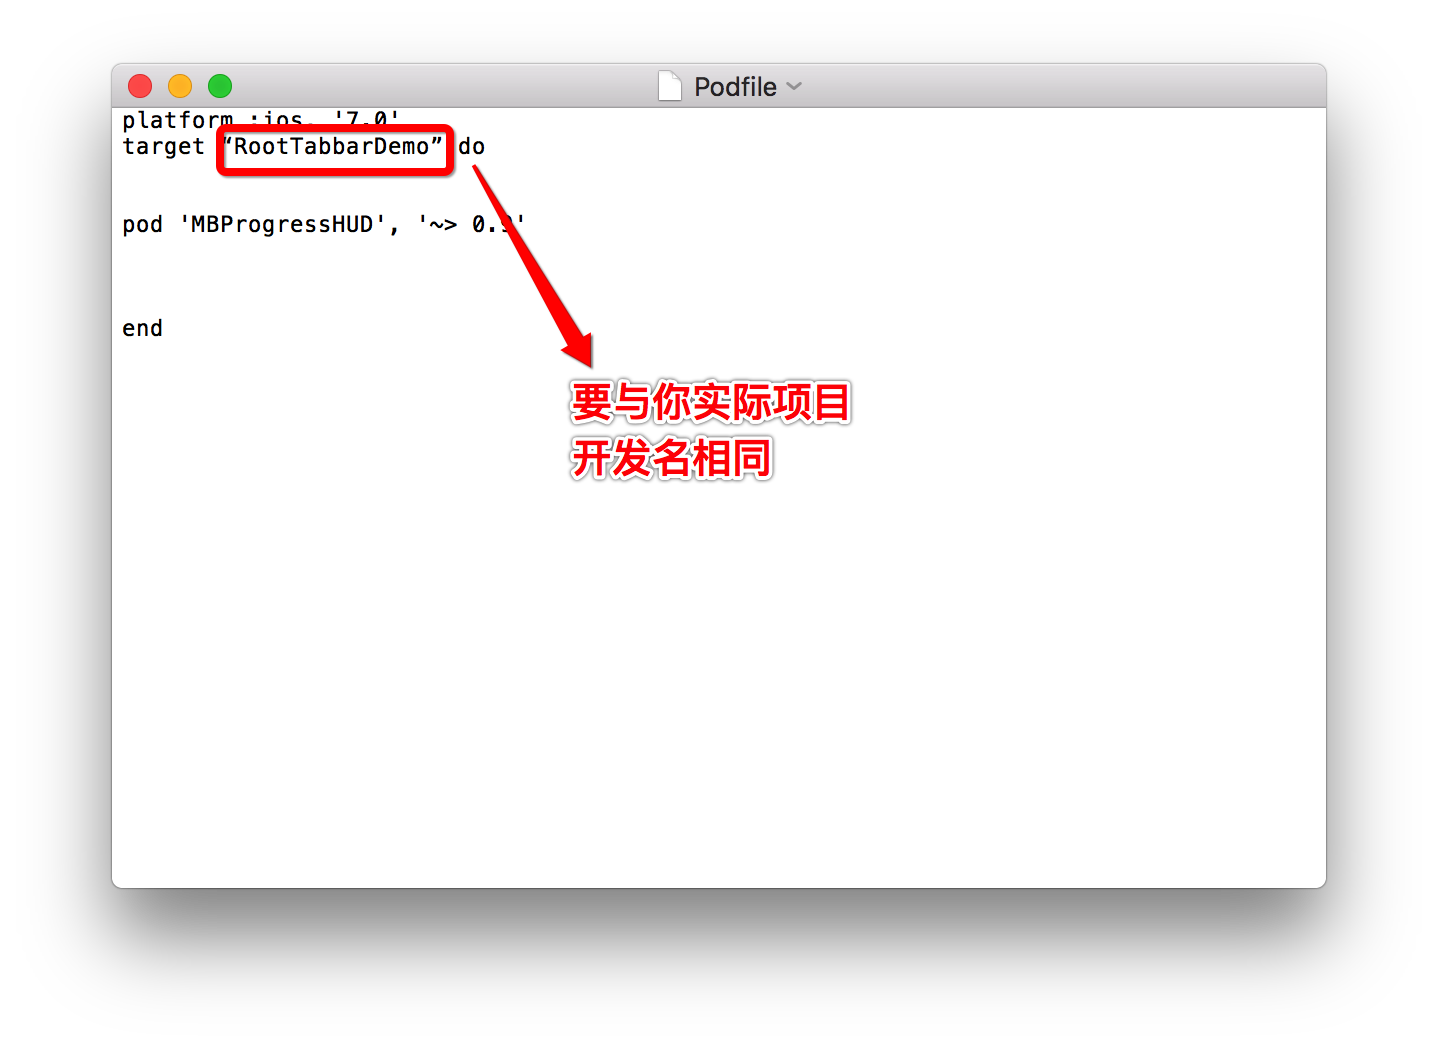 Podfile
platform :ios, '7.0'
target “RootTabbarDemo” do
pod 'MBProgressHUD', '~> 0.9'
end
要与你实际项目
开发名相同